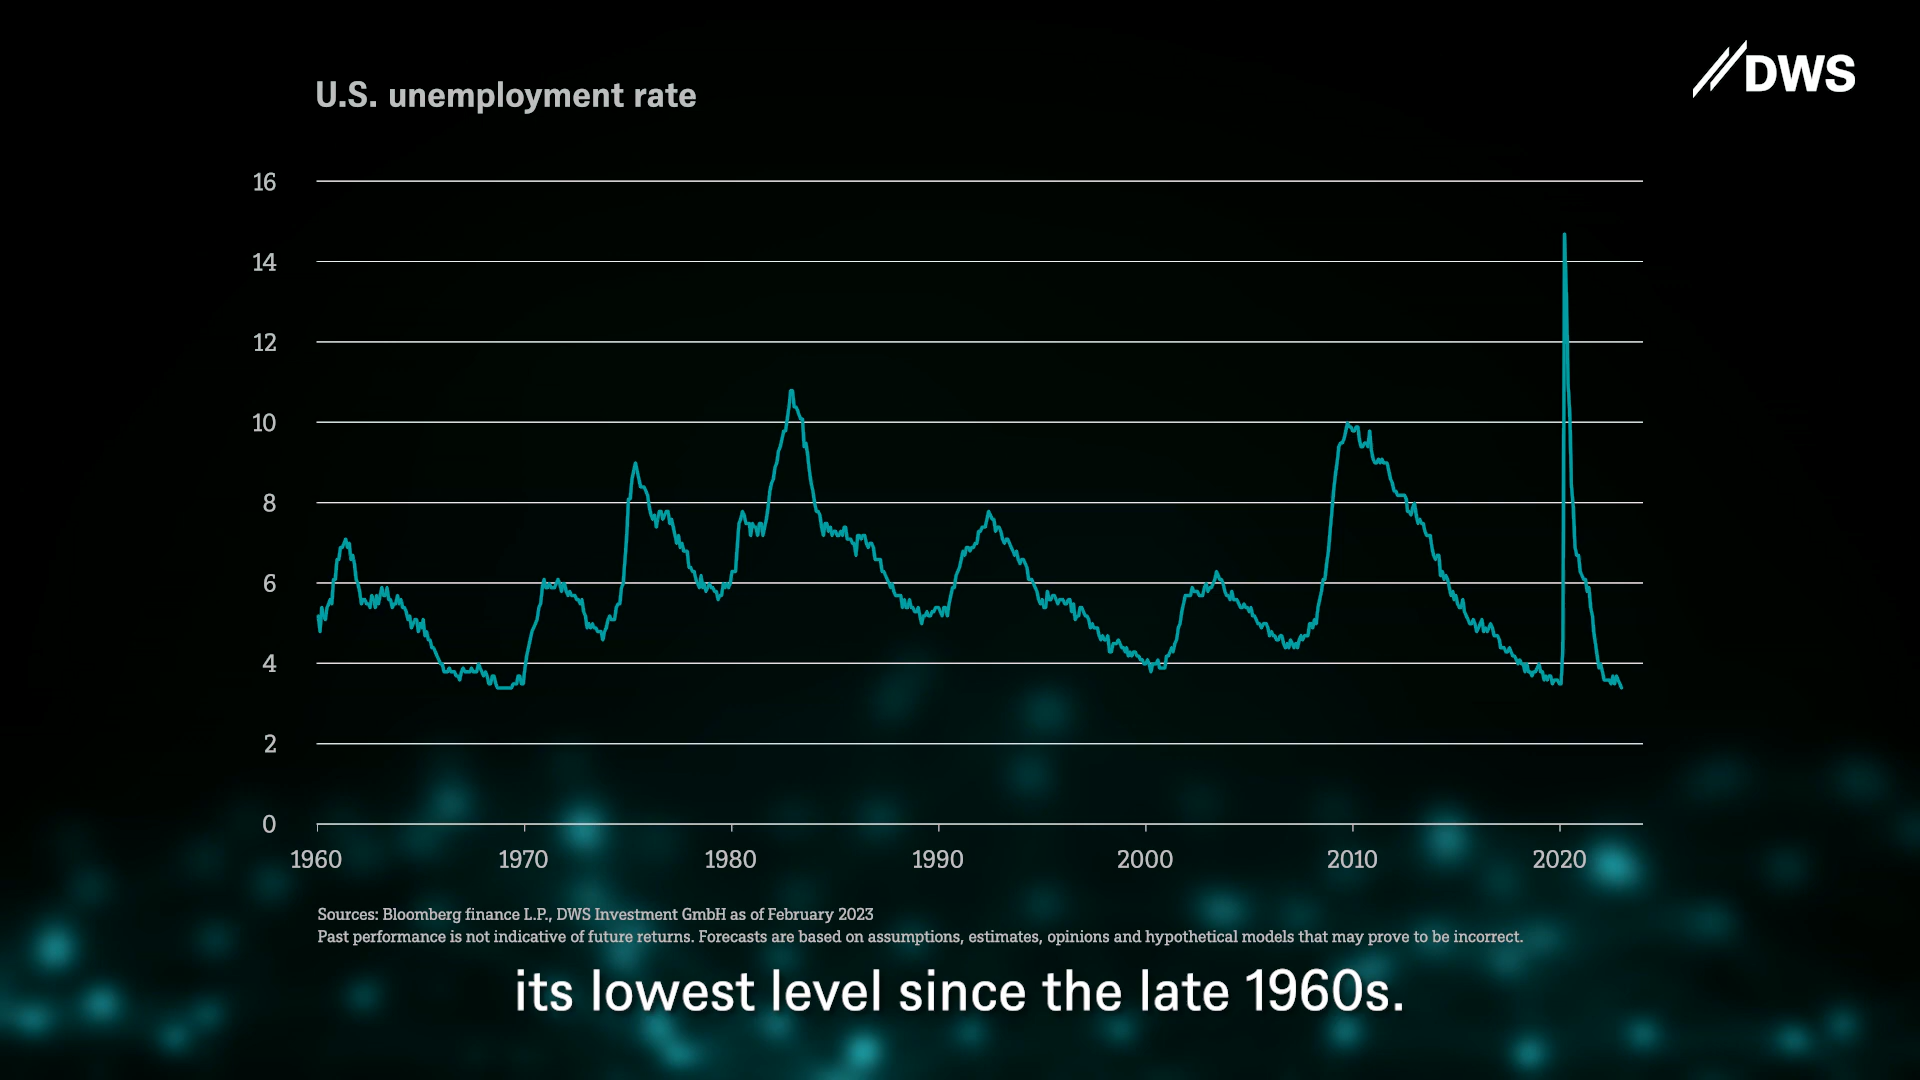 DWS
U.S. unemployment rate
16
14
12
10
8
6
4
2
0
1960 1970 1980 1990 2000 2010 2020
Sources: Bloomberg finance L.P., DWS Investment GmbH as of February 2023
Past performance is not indicative of future returns. Forecasts are based on assumptions, estimates, opinions and hypothetical models that may prove to be incorrect.
its lowest level since the late 1960s.